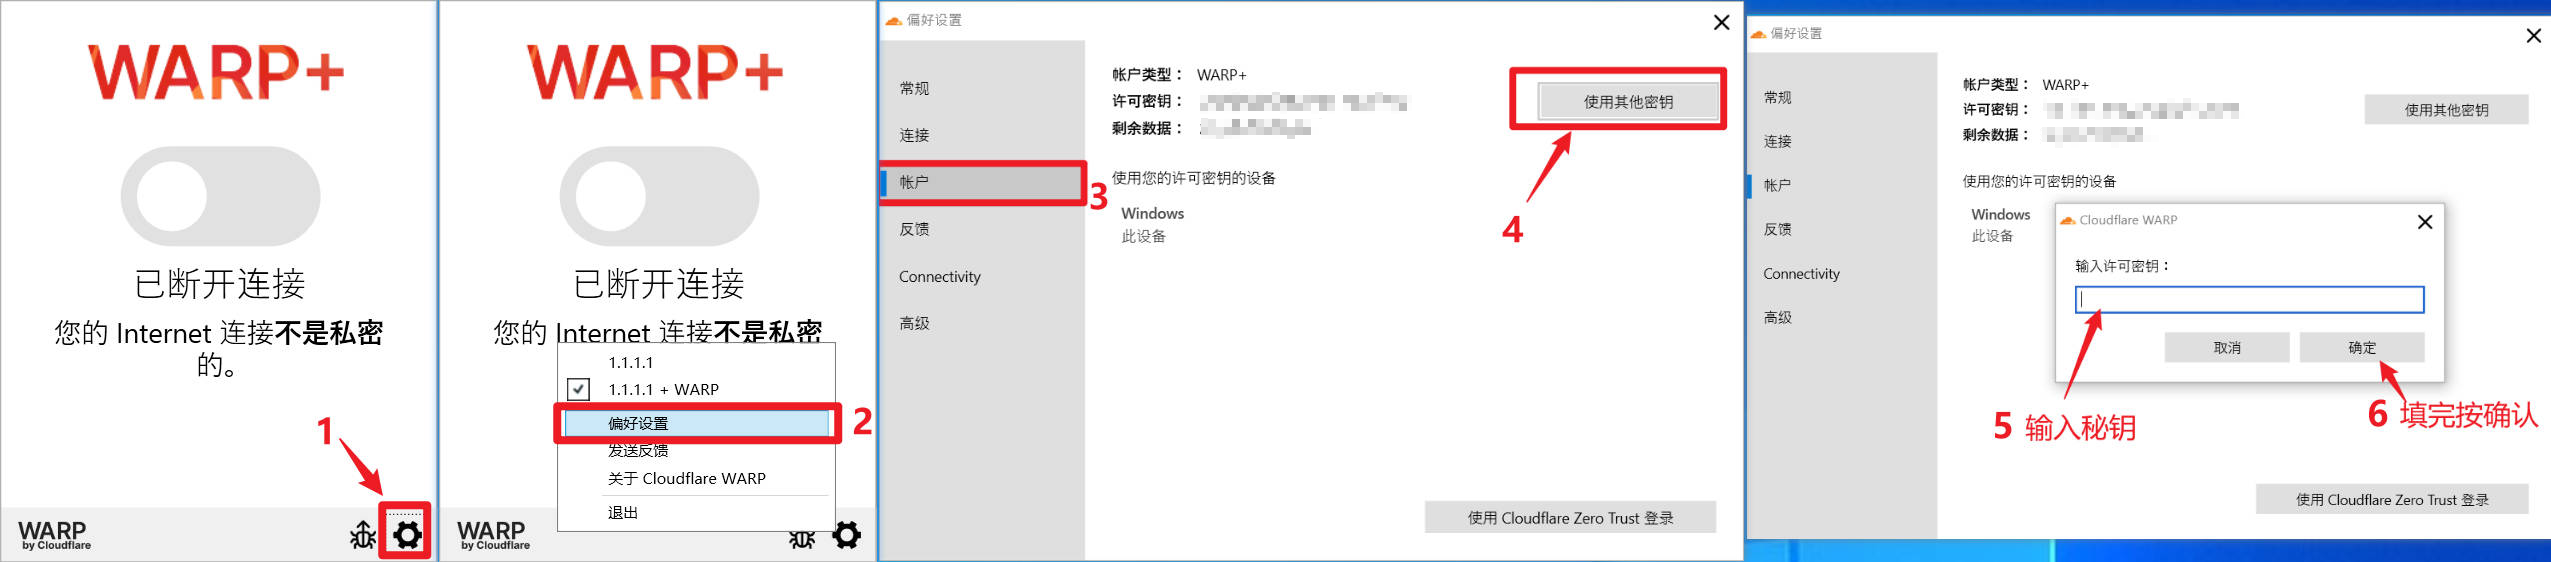 WARP+
已断开连接
您的 Internet 连接不是私密
的。
1
WARP
by Cloudflare
WARP+
已断开连接
您的 Internet 连接不是私密
1.1.1.1
1.1.1.1 + WARP
偏好设置
2
发送反馈
关于 Cloudflare WARP
退出
WARP
by Cloudflare
偏好设置
常规
连接
帐户
3
反馈
Connectivity
高级
帐户类型： WARP+
许可密钥：
剩余数据：
使用其他密钥
4
使用您的许可密钥的设备
Windows
此设备
使用 Cloudflare Zero Trust 登录
偏好设置
常规
连接
帐户
反馈
Connectivity
高级
帐户类型： WARP+
许可密钥：
剩余数据：
使用其他密钥
使用您的许可密钥的设备
Windows
此设备
Cloudflare WARP
输入许可密钥：
取消
确定
5 输入秘钥
6 填完按确认
使用 Cloudflare Zero Trust 登录